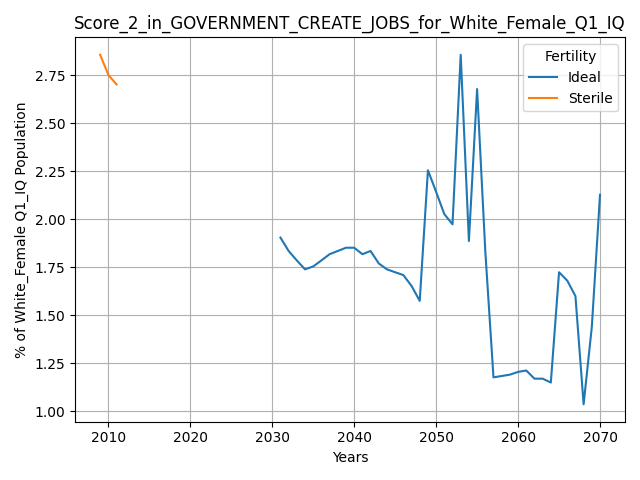 Score_2_in_GOVERNMENT_CREATE_JOBS_for_White_Female_Q1_IQ
Fertility
Ideal
Sterile
% of White_Female Q1_IQ Population
2.75
2.50
2.25
2.00
1.75
1.50
1.25
1.00
2010 2020 2030 2040 2050 2060 2070
Years